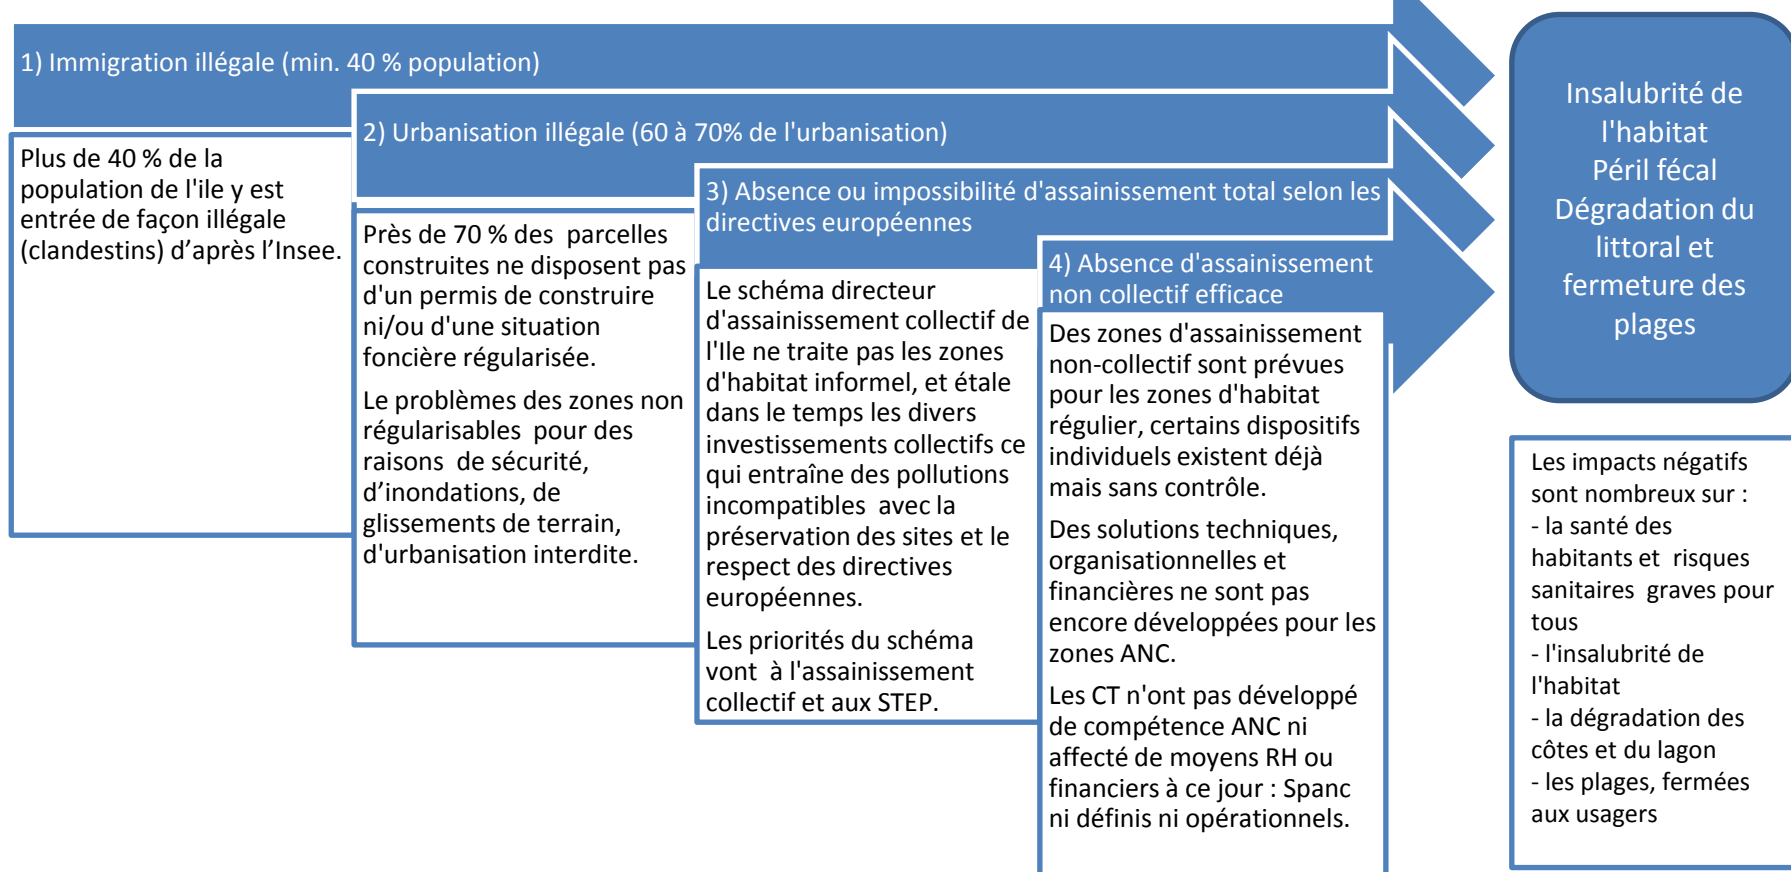 1) Immigration illégale (min. 40 % population)
Plus de 40 % de la
population de l'ile y est
entrée de façon illégale
(clandestins) d’après l’Insee.
2) Urbanisation illégale (60 à 70% de l'urbanisation)
Près de 70 % des parcelles
construites ne disposent pas
d'un permis de construire
ni/ou d'une situation
foncière régularisée.
Le problèmes des zones non
régularisables pour des
raisons de sécurité,
d’inondations, de
glissements de terrain,
d'urbanisation interdite.
3) Absence ou impossibilité d'assainissement total selon les
directives européennes
Le schéma directeur
d'assainissement collectif de
l'Ile ne traite pas les zones
d'habitat informel, et étale
dans le temps les divers
investissements collectifs ce
qui entraîne des pollutions
incompatibles avec la
préservation des sites et le
respect des directives
européennes.
Les priorités du schéma
vont à l'assainissement
collectif et aux STEP.
4) Absence d'assainissement
non collectif efficace
Des zones d'assainissement
non-collectif sont prévues
pour les zones d'habitat
régulier, certains dispositifs
individuels existent déjà
mais sans contrôle.
Des solutions techniques,
organisationnelles et
financières ne sont pas
encore développées pour les
zones ANC.
Les CT n'ont pas développé
de compétence ANC ni
affecté de moyens RH ou
financiers à ce jour : Spanc
ni définis ni opérationnels.
Insalubrité de
l'habitat
Péril fécal
Dégradation du
littoral et
fermeture des
plages
Les impacts négatifs
sont nombreux sur :
- la santé des
habitants et risques
sanitaires graves pour
tous
- l'insalubrité de
l'habitat
- la dégradation des
côtes et du lagon
- les plages, fermées
aux usagers